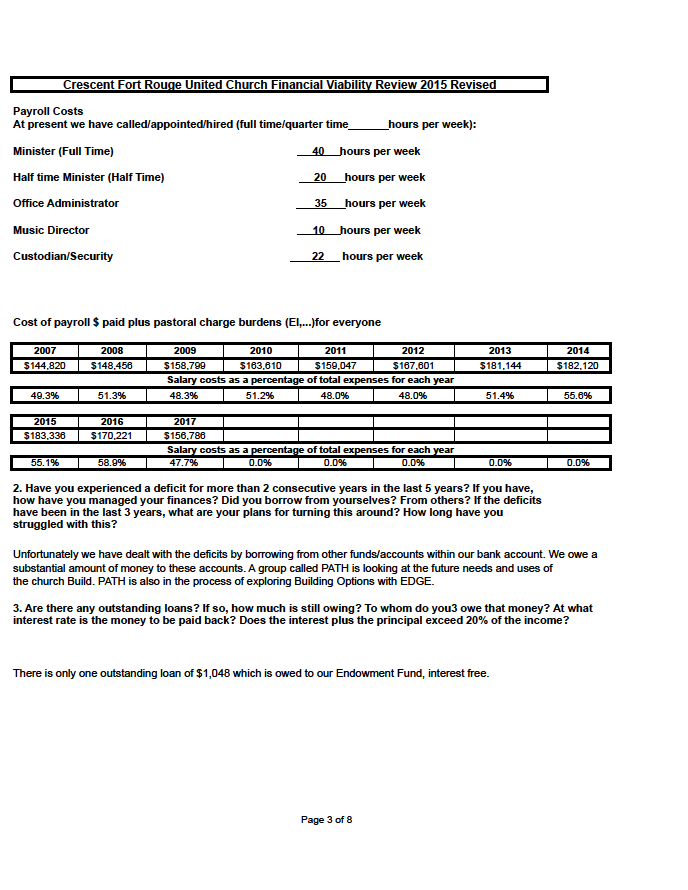 Crescent Fort Rouge United Church Financial Viability Review 2015 Revised
Payroll Costs
At present we have called/appointed/hired (full time/quarter time_______hours per week):
Minister (Full Time) 40 hours per week
Half time Minister (Half Time) 20 hours per week
Office Administrator 35 hours per week
Music Director 10 hours per week
Custodian/Security 22 hours per week
Cost of payroll $ paid plus pastoral charge burdens (EI,...)for everyone
2007 2008 2009 2010 2011 2012 2013 2014
$144,820 $148,456 $158,799 $163,610 $159,047 $167,601 $181,144 $182,120
Salary costs as a percentage of total expenses for each year
49.3% 51.3% 48.3% 51.2% 48.0% 48.0% 51.4% 55.6%
2015 2016 2017
$183,336 $170,221 $156,786
Salary costs as a percentage of total expenses for each year
55.1% 58.9% 47.7% 0.0% 0.0% 0.0% 0.0% 0.0%
2. Have you experienced a deficit for more than 2 consecutive years in the last 5 years? If you have,
how have you managed your finances? Did you borrow from yourselves? From others? If the deficits
have been in the last 3 years, what are your plans for turning this around? How long have you
struggled with this?
Unfortunately we have dealt with the deficits by borrowing from other funds/accounts within our bank account. We owe a
substantial amount of money to these accounts. A group called PATH is looking at the future needs and uses of
the church Build. PATH is also in the process of exploring Building Options with EDGE.
3. Are there any outstanding loans? If so, how much is still owing? To whom do you3 owe that money? At what
interest rate is the money to be paid back? Does the interest plus the principal exceed 20% of the income?
There is only one outstanding loan of $1,048 which is owed to our Endowment Fund, interest free.
Page 3 of 8